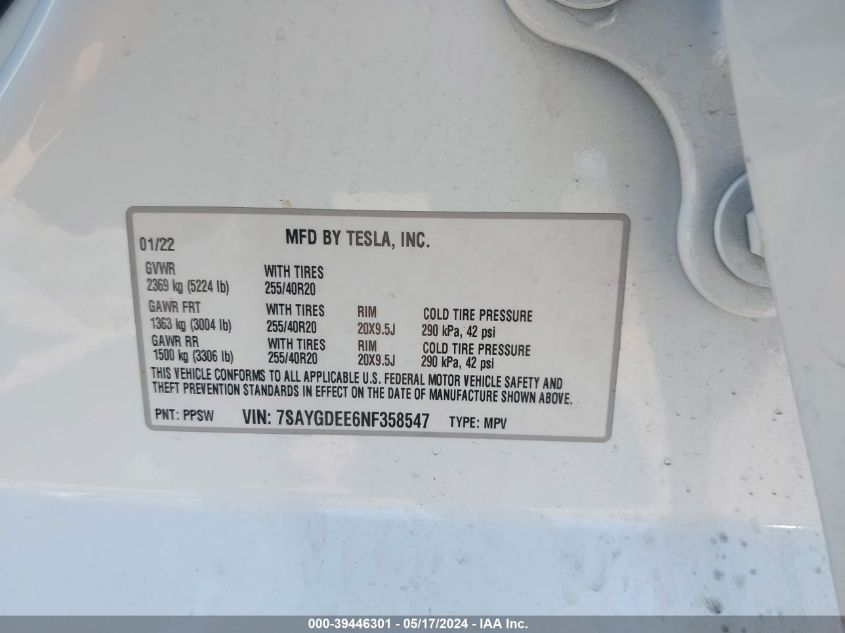 01/22 MFD BY TESLA, INC.
GVWR WITH TIRES
2369 kg (5224 lb) 255/40R20
GAWR FRT WITH TIRES RIM COLD TIRE PRESSURE
1363 kg (3004 lb) 255/40R20 20X9.5J 290 kPa, 42 psi
GAWR RR WITH TIRES RIM COLD TIRE PRESSURE
1500 kg (3306 lb) 255/40R20 20X9.5J 290 kPa, 42 psi
THIS VEHICLE CONFORMS TO ALL APPLICABLE U.S. FEDERAL MOTOR VEHICLE SAFETY AND
THEFT PREVENTION STANDARDS IN EFFECT ON THE DATE OF MANUFACTURE SHOWN ABOVE.
PNT: PPSW VIN: 7SAYGDEE6NF358547 TYPE: MPV
000-39446301 - 05/17/2024 - IAA Inc.